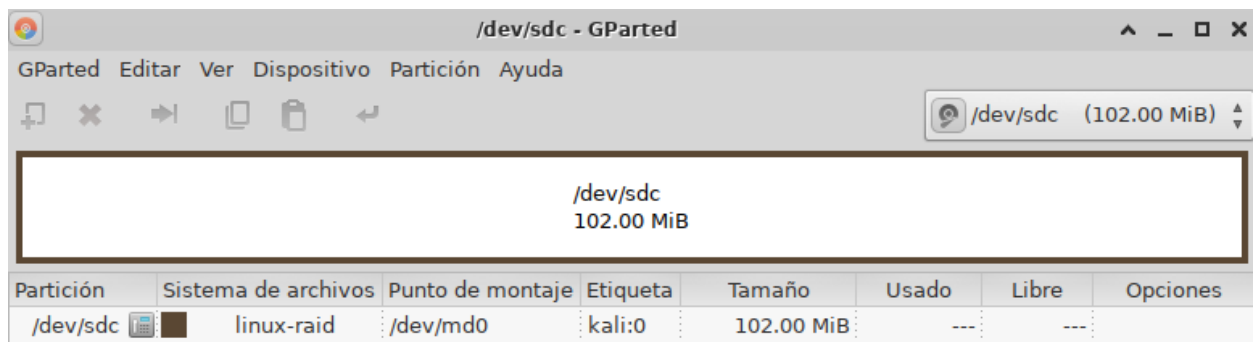 /dev/sdc - GParted
GParted Editar Ver Dispositivo Partición Ayuda
/dev/sdc (102.00 MiB)
/dev/sdc
102.00 MiB
Partición Sistema de archivos Punto de montaje Etiqueta Tamaño Usado Libre Opciones
/dev/sdc linux-raid /dev/md0 kali:0 102.00 MiB --- ---